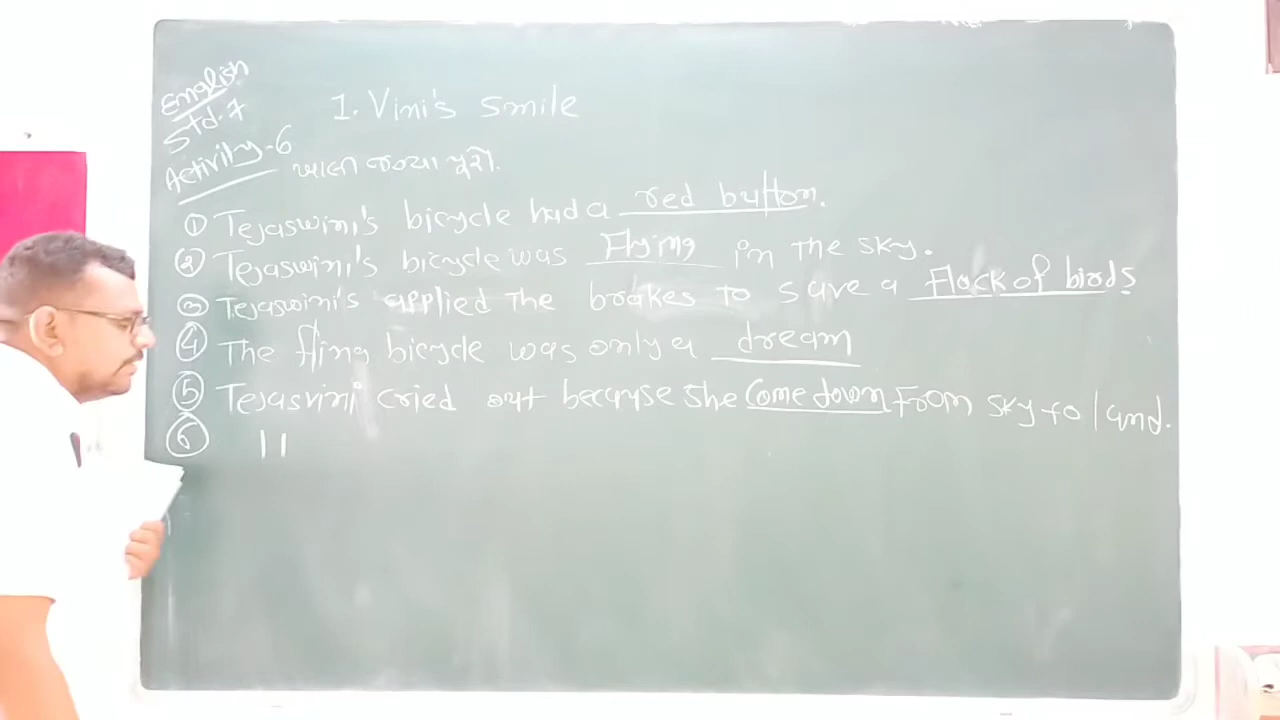 English
Std.7
1. Vini's smile
Activity-6
ખાલી જગ્યા પુરો.
① Tejaswini's bicycle had a red button.
② Tejaswini's bicycle was Flying in the sky.
③ Tejaswini's applied the brakes to save a Flock of birds
④ The fling bicycle was only a dream
⑤ Tejasvini cried out because she Come down From sky to land.
⑥ 11